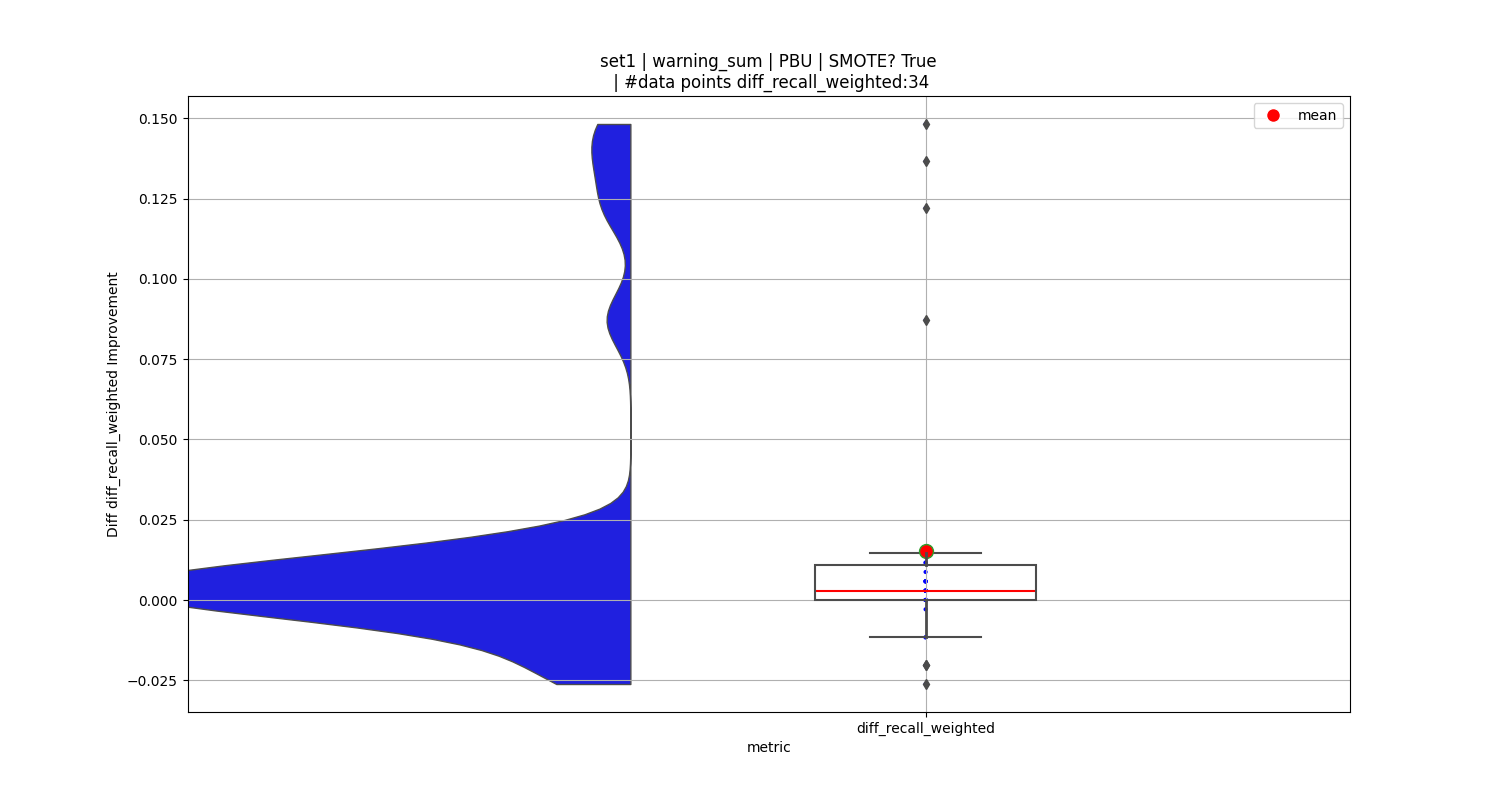 set1 | warning_sum | PBU | SMOTE? True
| #data points diff_recall_weighted:34
mean
0.150
0.125
0.100
0.075
0.050
0.025
0.000
−0.025
Diff diff_recall_weighted Improvement
diff_recall_weighted
metric